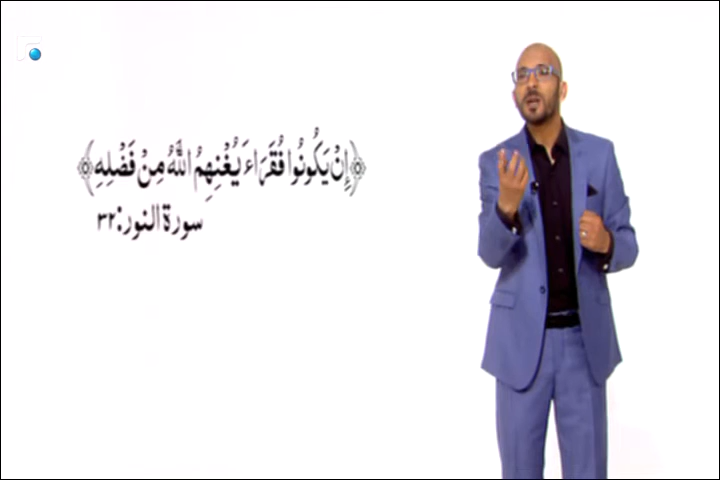 ﴿إِنْ يَكُونُوا فُقَرَاءَ يُغْنِهِمُ اللَّهُ مِنْ فَضْلِهِ﴾
سورة النور:٣٢